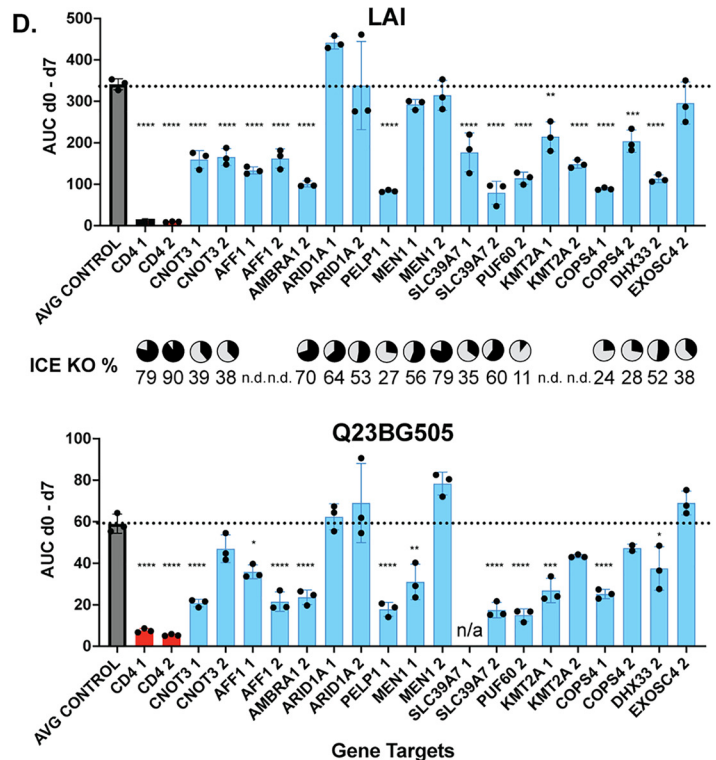 D.
LAI
AUC d0 - d7
500
400
300
200
100
0
**** **** **** **** **** **** **** **** **** **** **** ** **** **** *** ****
AVG CONTROL
CD4 1
CD4 2
CNOT3 1
CNOT3 2
AFF1 1
AFF1 2
AMBRA1 2
ARID1A 1
ARID1A 2
PELP1 1
MEN1 1
MEN1 2
SLC39A7 1
SLC39A7 2
PUF60 2
KMT2A 1
KMT2A 2
COPS4 1
COPS4 2
DHX33 2
EXOSC4 2
ICE KO %
79 90 39 38 n.d. n.d. 70 64 53 27 56 79 35 60 11 n.d. n.d. 24 28 52 38
Q23BG505
AUC d0 - d7
100
80
60
40
20
0
**** **** **** * **** **** **** ** **** **** *** **** *
n/a
AVG CONTROL
CD4 1
CD4 2
CNOT3 1
CNOT3 2
AFF1 1
AFF1 2
AMBRA1 2
ARID1A 1
ARID1A 2
PELP1 1
MEN1 1
MEN1 2
SLC39A7 1
SLC39A7 2
PUF60 2
KMT2A 1
KMT2A 2
COPS4 1
COPS4 2
DHX33 2
EXOSC4 2
Gene Targets